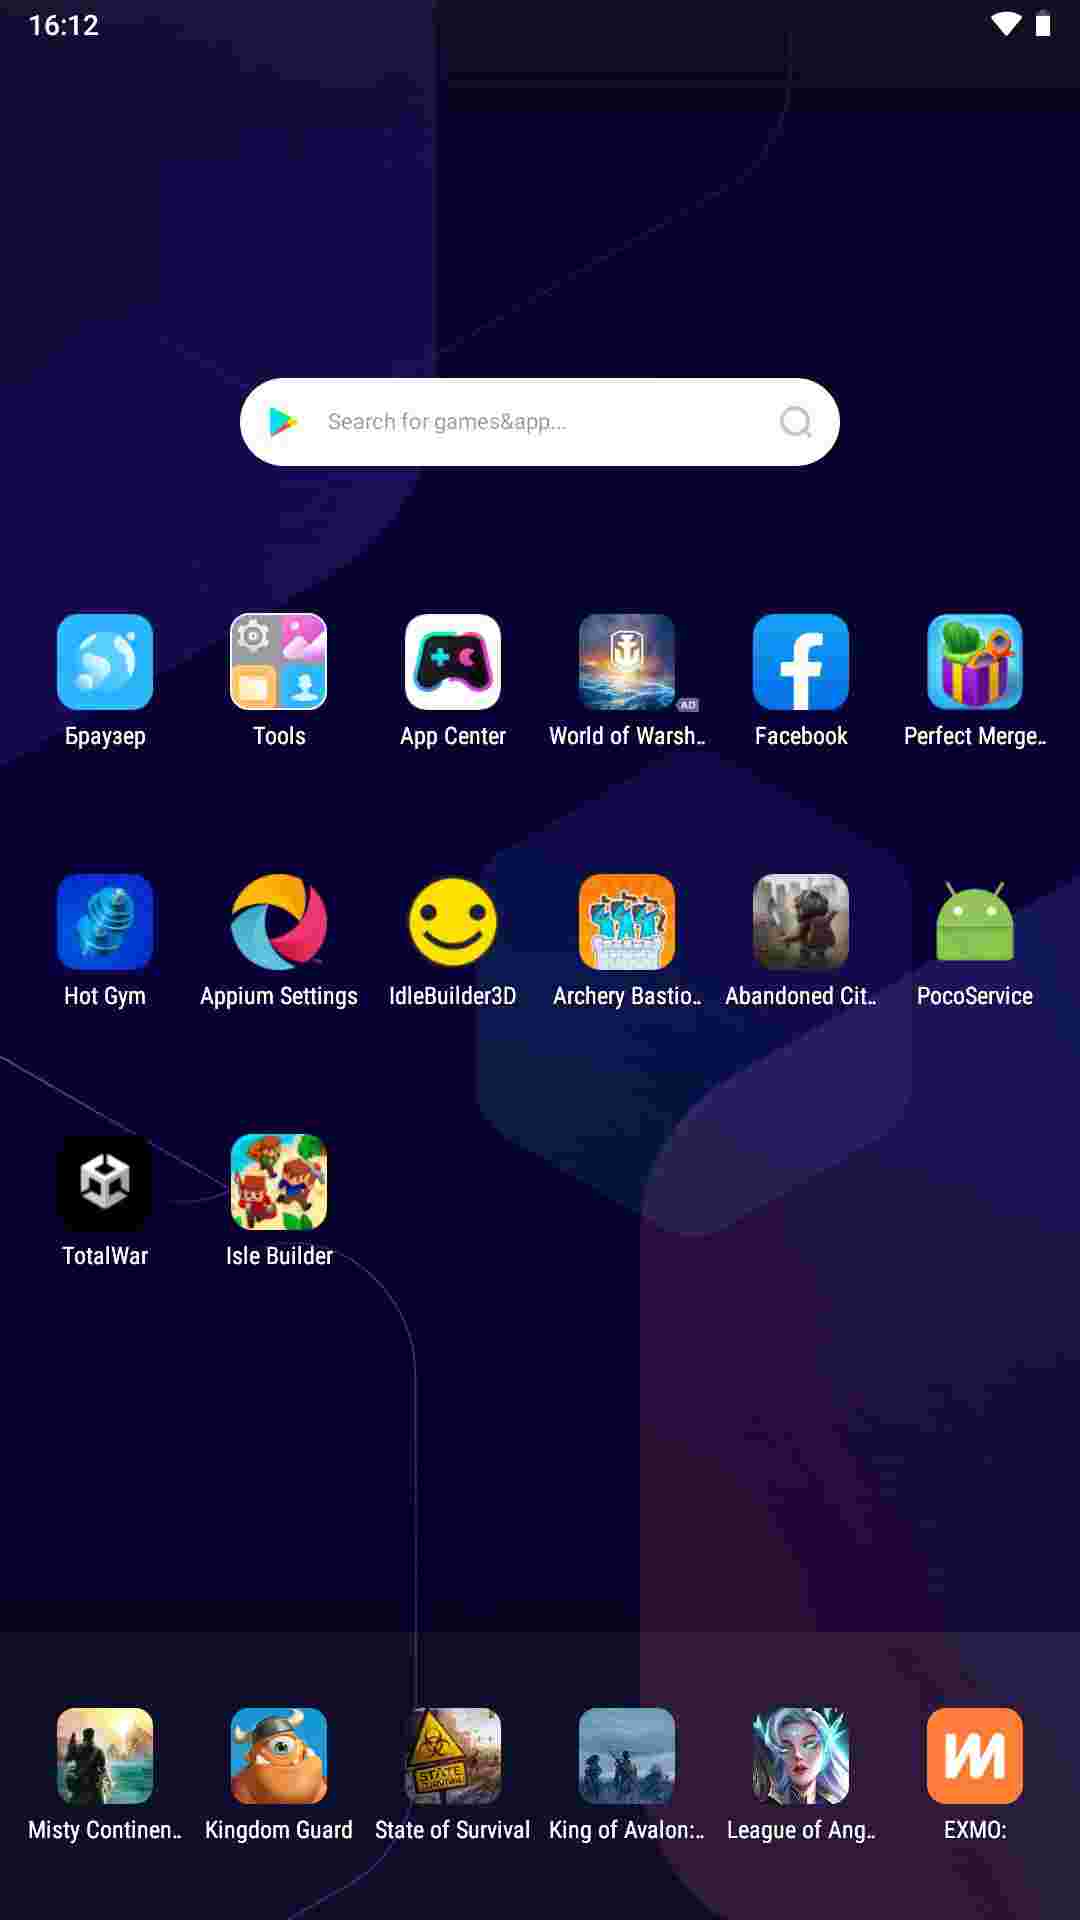 16:12
Search for games&app...
Браузер
Tools
App Center
AD
World of Warsh..
Facebook
Perfect Merge..
Hot Gym
Appium Settings
IdleBuilder3D
Archery Bastio..
Abandoned Cit..
PocoService
TotalWar
Isle Builder
STATE
SURVIVAL
Misty Continen..
Kingdom Guard
State of Survival
King of Avalon:..
League of Ang..
EXMO: